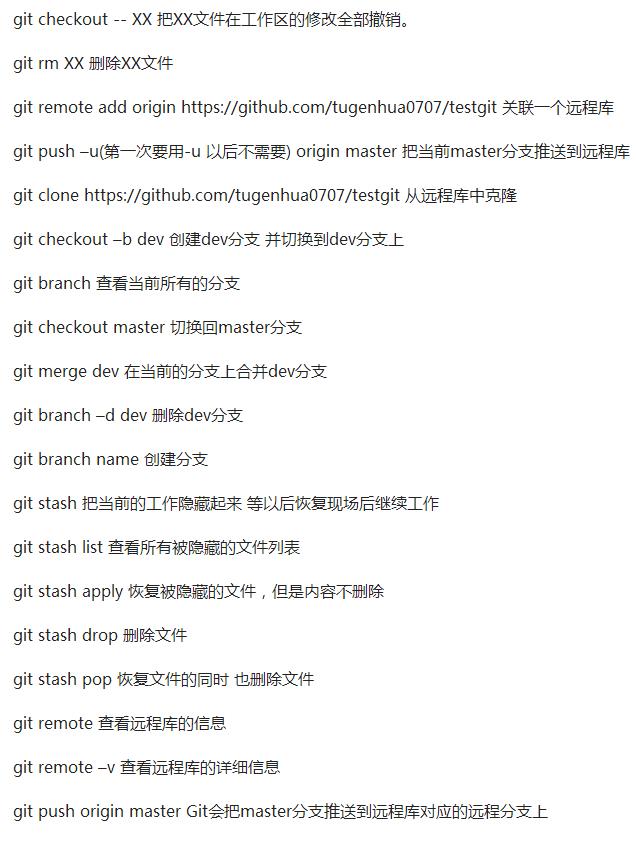 git checkout -- XX 把XX文件在工作区的修改全部撤销。
git rm XX 删除XX文件
git remote add origin https://github.com/tugenhua0707/testgit 关联一个远程库
git push –u(第一次要用-u 以后不需要) origin master 把当前master分支推送到远程库
git clone https://github.com/tugenhua0707/testgit 从远程库中克隆
git checkout –b dev 创建dev分支 并切换到dev分支上
git branch 查看当前所有的分支
git checkout master 切换回master分支
git merge dev 在当前的分支上合并dev分支
git branch –d dev 删除dev分支
git branch name 创建分支
git stash 把当前的工作隐藏起来 等以后恢复现场后继续工作
git stash list 查看所有被隐藏的文件列表
git stash apply 恢复被隐藏的文件，但是内容不删除
git stash drop 删除文件
git stash pop 恢复文件的同时 也删除文件
git remote 查看远程库的信息
git remote –v 查看远程库的详细信息
git push origin master Git会把master分支推送到远程库对应的远程分支上